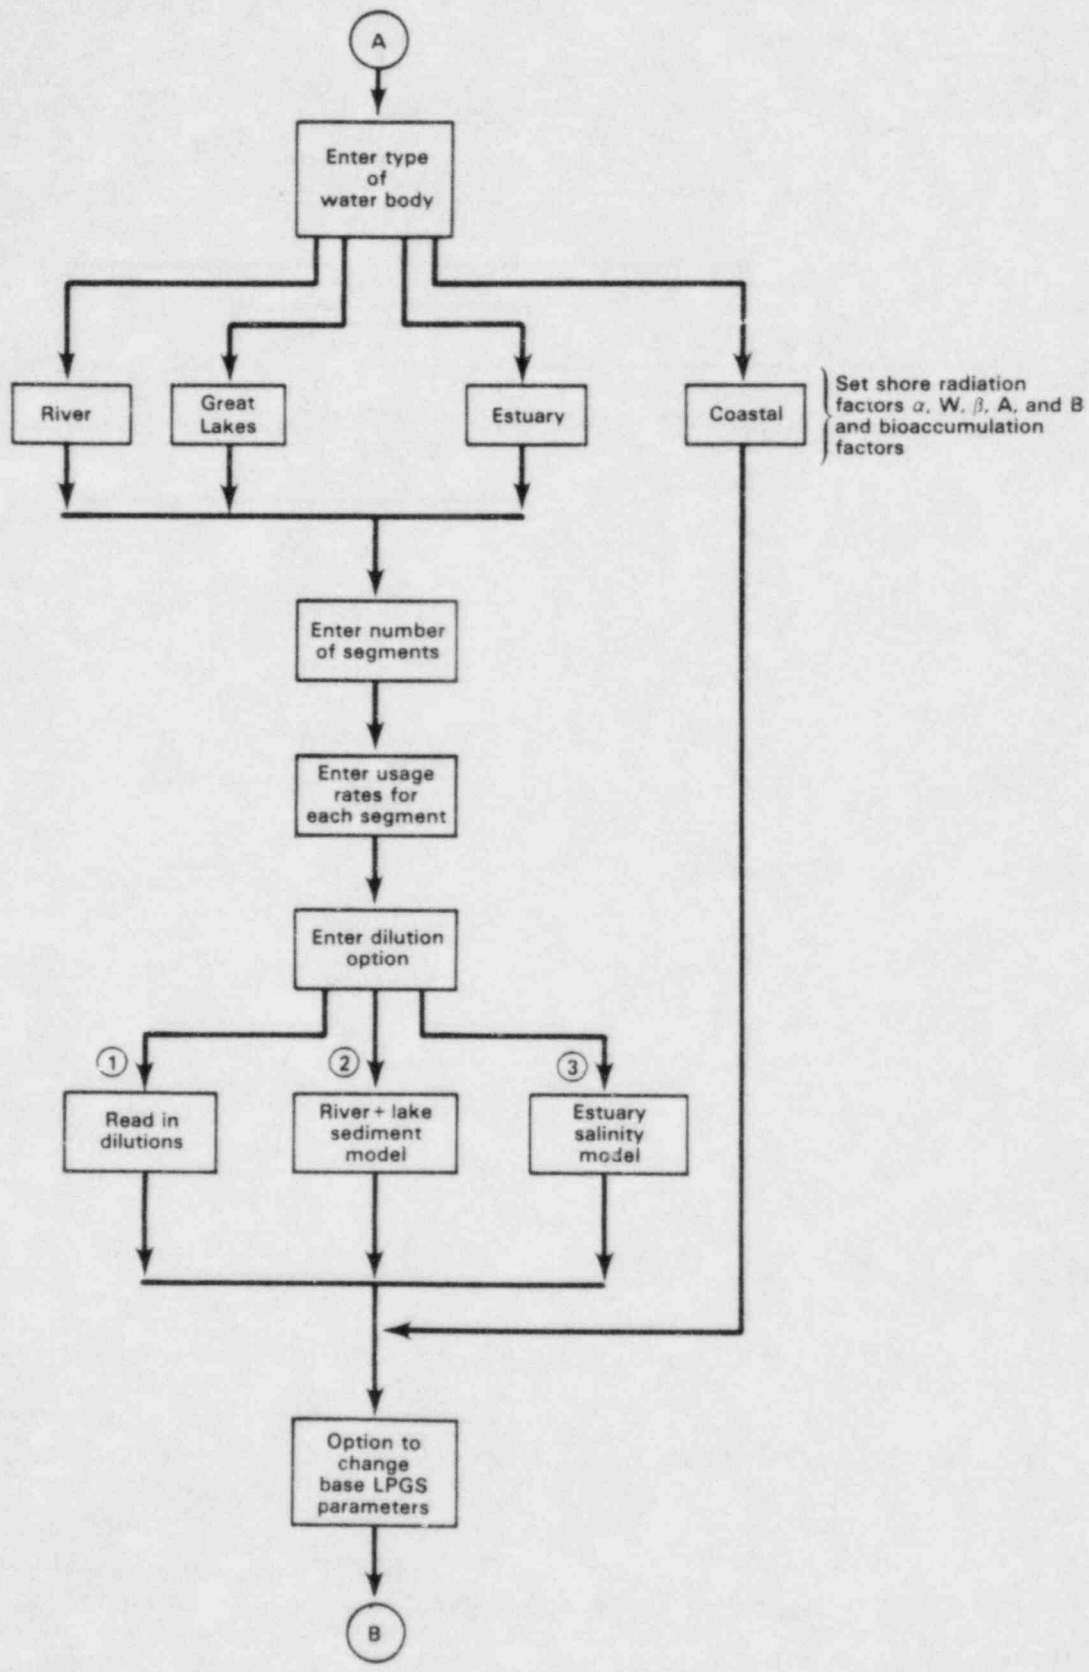 A
Enter type
of
water body
River
Great
Lakes
Estuary
Coastal
Set shore radiation
factors α, W, β, A, and B
and bioaccumulation
factors
Enter number
of segments
Enter usage
rates for
each segment
Enter dilution
option
1
2
3
Read in
dilutions
River + lake
sediment
model
Estuary
salinity
model
Option to
change
base LPGS
parameters
B